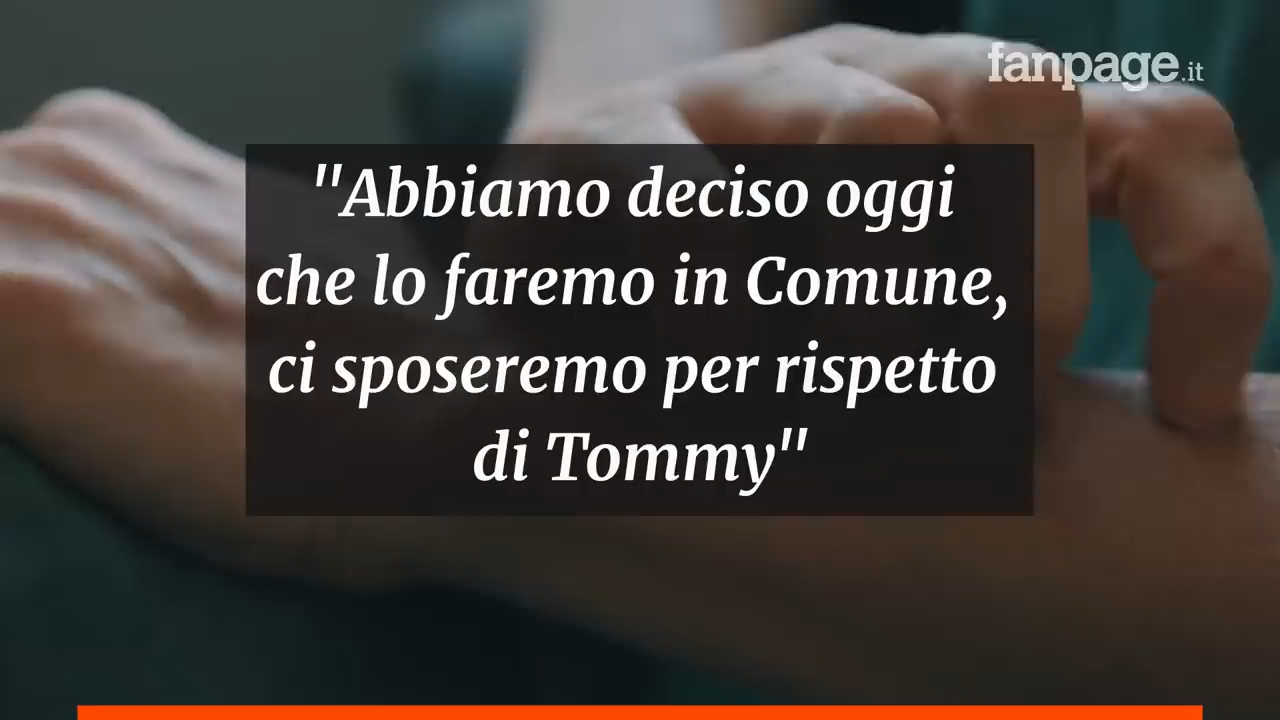 fanpage.it
"Abbiamo deciso oggi
che lo faremo in Comune,
ci sposeremo per rispetto
di Tommy"